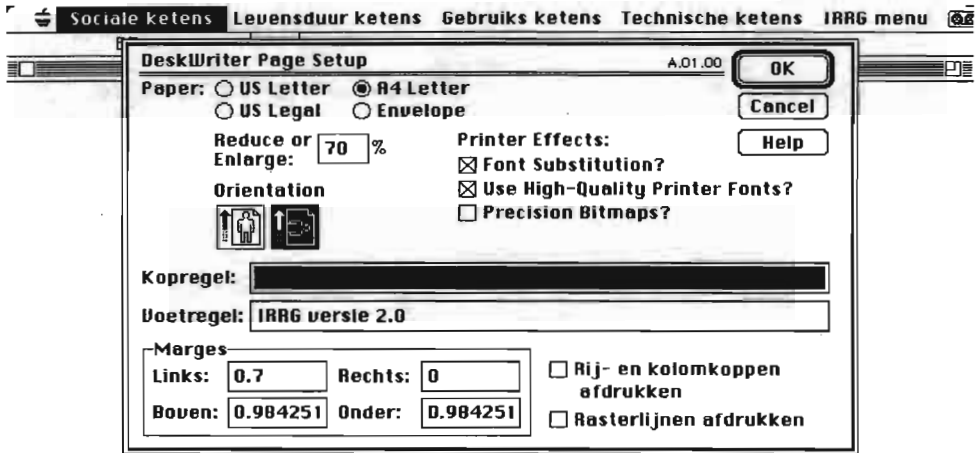 Sociale ketens Levensduur ketens Gebruiks ketens Technische ketens IRRG menu
DeskWriter Page Setup A.01.00 OK
Paper: US Letter A4 Letter Cancel
US Legal Envelope
Reduce or Enlarge: 70 % Printer Effects: Help
Font Substitution?
Orientation Use High-Quality Printer Fonts?
Precision Bitmaps?
Kopregel:
Voetregel: IRRG versie 2.0
Marges
Links: 0.7 Rechts: 0 Rij- en kolomkoppen
afdrukken
Boven: 0.984251 Onder: 0.984251 Rasterlijnen afdrukken